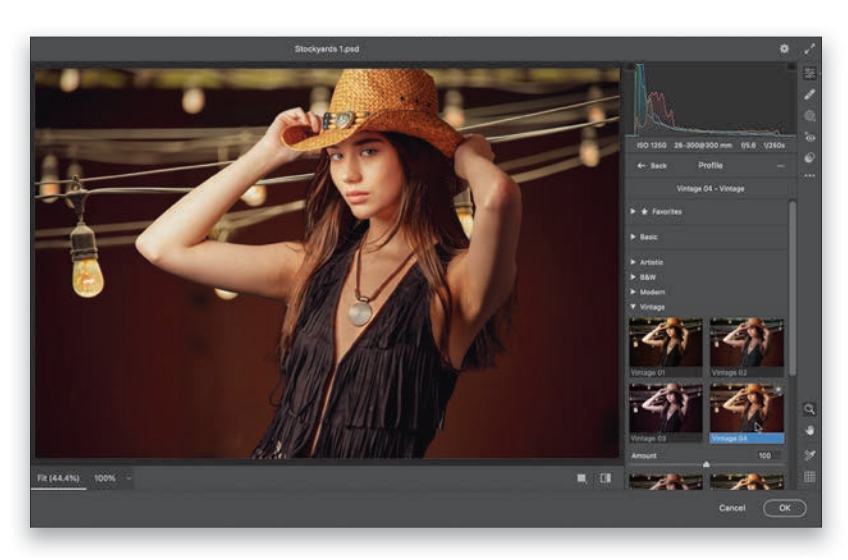 Stockyards 1.psd
ISO 1250 28-300@300 mm f/5.6 1/250s
← Back Profile ···
Vintage 04 - Vintage
▶ ★ Favorites
▶ Basic
▶ Artistic
▶ B&W
▶ Modern
▼ Vintage
Vintage 01 Vintage 02
Vintage 03 Vintage 04
Amount 100
Fit (44.4%) 100%
Cancel OK